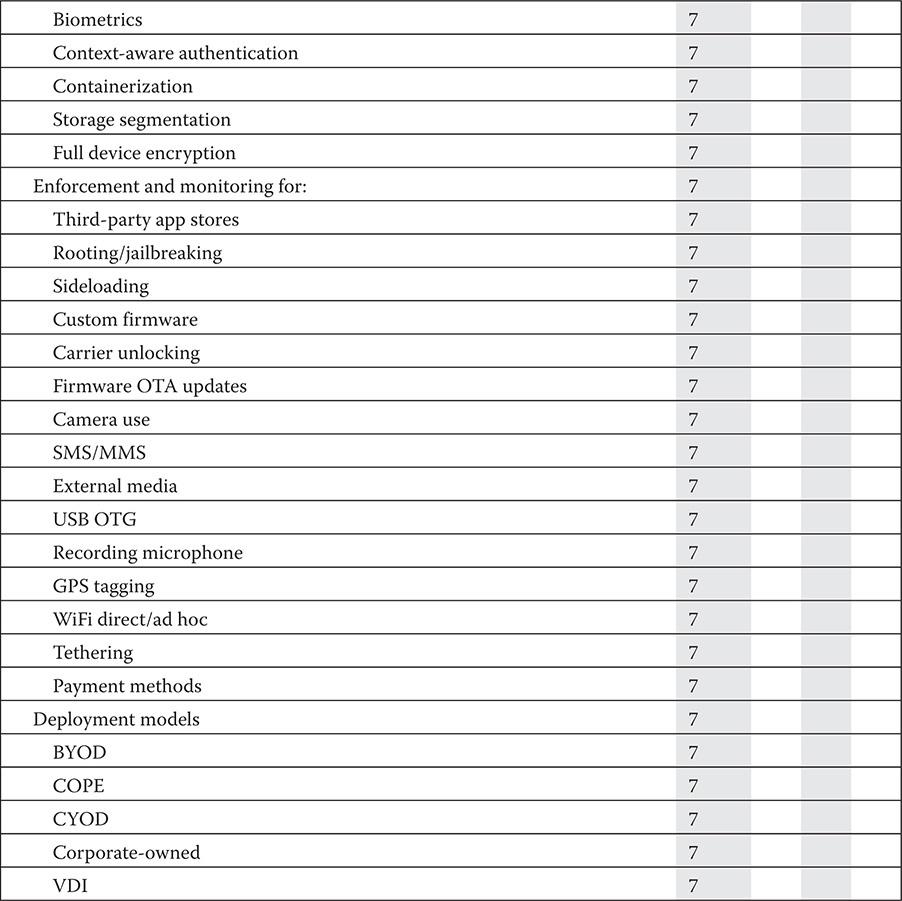 Biometrics 7
Context-aware authentication 7
Containerization 7
Storage segmentation 7
Full device encryption 7
Enforcement and monitoring for: 7
Third-party app stores 7
Rooting/jailbreaking 7
Sideloading 7
Custom firmware 7
Carrier unlocking 7
Firmware OTA updates 7
Camera use 7
SMS/MMS 7
External media 7
USB OTG 7
Recording microphone 7
GPS tagging 7
WiFi direct/ad hoc 7
Tethering 7
Payment methods 7
Deployment models 7
BYOD 7
COPE 7
CYOD 7
Corporate-owned 7
VDI 7